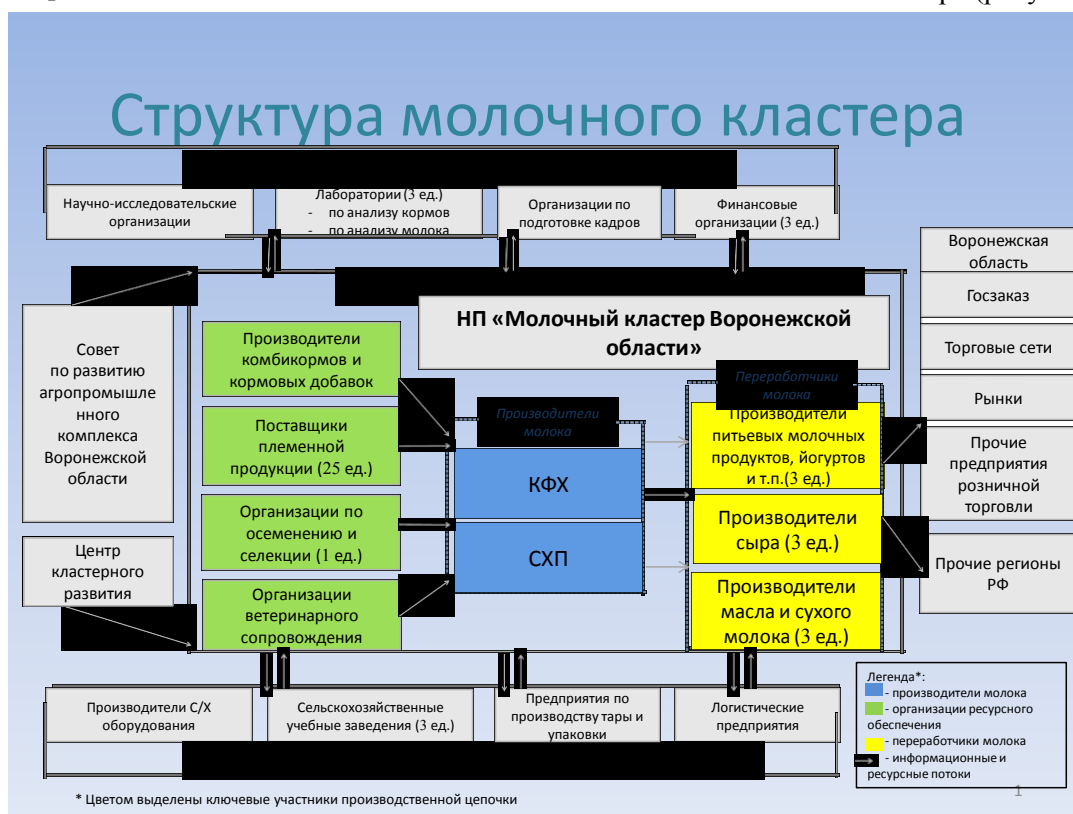 Структура молочного кластера
Научно-исследовательские
организации
Лаборатории (3 ед.)
- по анализу кормов
- по анализу молока
Организации по
подготовке кадров
Финансовые
организации (3 ед.)
Воронежская
область
Госзаказ
Торговые сети
Рынки
Прочие
предприятия
розничной
торговли
Прочие регионы
РФ
НП «Молочный кластер Воронежской
области»
Совет
по развитию
агропромышле
нного
комплекса
Воронежской
области
Центр
кластерного
развития
Производители
комбикормов и
кормовых добавок
Поставщики
племенной
продукции (25 ед.)
Организации по
осеменению и
селекции (1 ед.)
Организации
ветеринарного
сопровождения
Производители
молока
КФХ
СХП
Переработчики
молока
Производители
питьевых молочных
продуктов, йогуртов
и т.п.(3 ед.)
Производители
сыра (3 ед.)
Производители
масла и сухого
молока (3 ед.)
Производители С/Х
оборудования
Сельскохозяйственные
учебные заведения (3 ед.)
Предприятия по
производству тары и
упаковки
Логистические
предприятия
Легенда*:
- производители молока
- организации ресурсного
обеспечения
- переработчики молока
- информационные и
ресурсные потоки
1
* Цветом выделены ключевые участники производственной цепочки